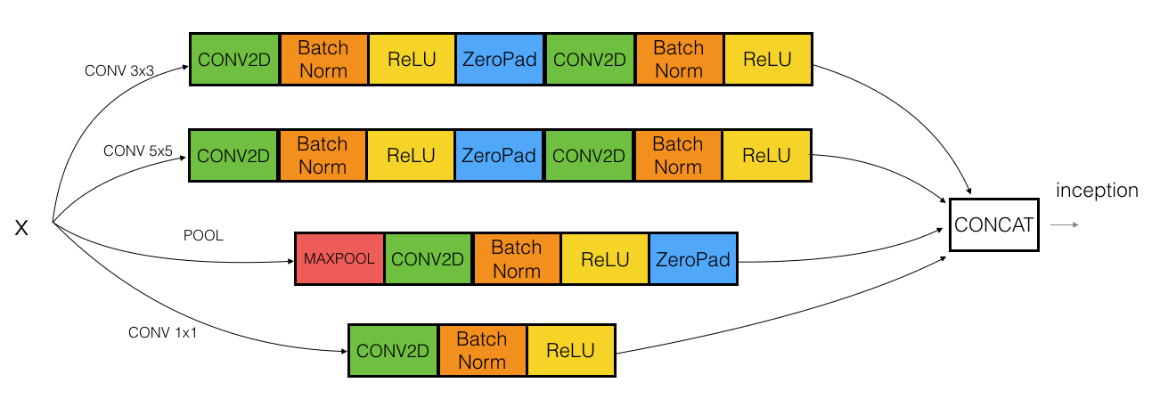 CONV 3x3
CONV2D
Batch
Norm
ReLU
ZeroPad
CONV2D
Batch
Norm
ReLU
CONV 5x5
CONV2D
Batch
Norm
ReLU
ZeroPad
CONV2D
Batch
Norm
ReLU
X
POOL
MAXPOOL
CONV2D
Batch
Norm
ReLU
ZeroPad
CONV 1x1
CONV2D
Batch
Norm
ReLU
CONCAT
inception